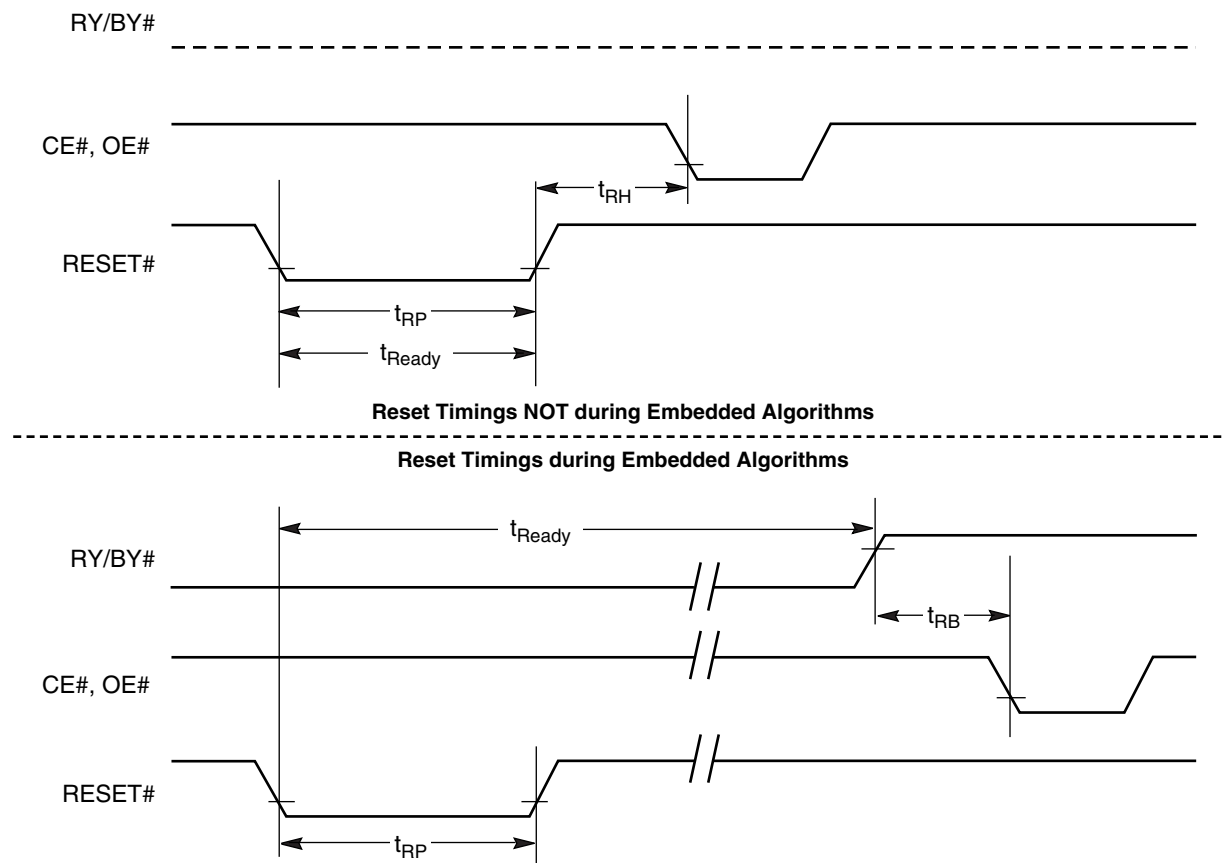 RY/BY#
CE#, OE#
tRH
RESET#
tRP
tReady
Reset Timings NOT during Embedded Algorithms
Reset Timings during Embedded Algorithms
tReady
RY/BY#
tRB
CE#, OE#
RESET#
tRP